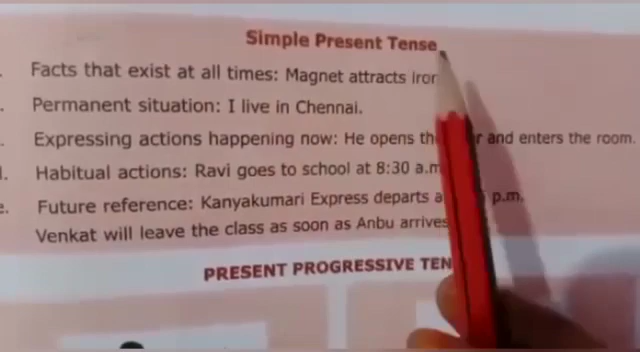 Simple Present Tense
Facts that exist at all times: Magnet attracts iron
Permanent situation: I live in Chennai.
Expressing actions happening now: He opens the and enters the room.
Habitual actions: Ravi goes to school at 8:30 a.m
e. Future reference: Kanyakumari Express departs p.m.
Venkat will leave the class as soon as Anbu arrives
PRESENT PROGRESSIVE